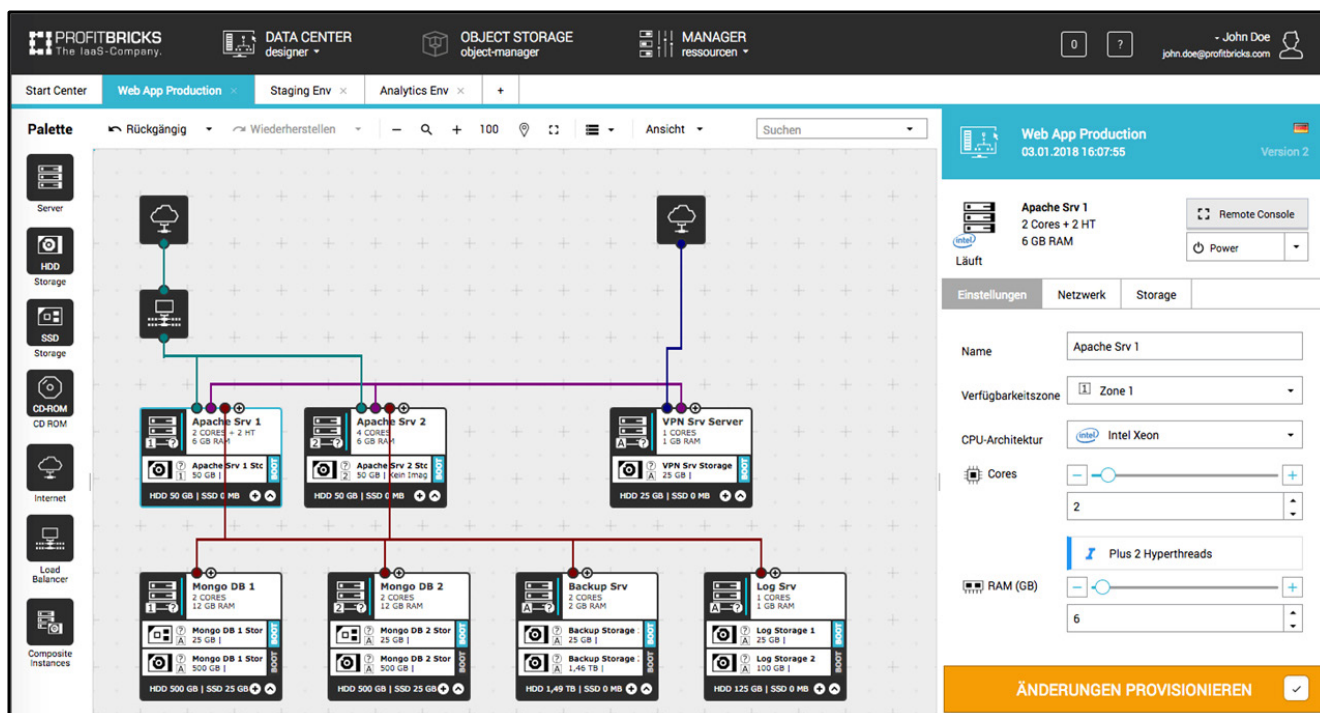 PROFITBRICKS
The IaaS-Company.
DATA CENTER
designer
OBJECT STORAGE
object-manager
MANAGER
ressourcen
0
?
- John Doe
john.doe@profitbricks.com
Start Center
Web App Production ×
Staging Env ×
Analytics Env ×
+
Palette
Rückgängig
Wiederherstellen
− + 100
Ansicht
Suchen
Server
HDD
Storage
SSD
Storage
CD-ROM
CD ROM
Internet
Load
Balancer
Composite
Instances
Apache Srv 1
2 CORES + 2 HT
6 GB RAM
1 ?
Apache Srv 1 Stc
50 GB |
? 1
BOOT
HDD 50 GB | SSD 0 MB
Apache Srv 2
4 CORES
6 GB RAM
2 ?
Apache Srv 2 Stc
50 GB | Kein Imag
? 2
BOOT
HDD 50 GB | SSD 0 MB
VPN Srv Server
1 CORES
1 GB RAM
A ?
VPN Srv Storage
25 GB |
? A
BOOT
HDD 25 GB | SSD 0 MB
Mongo DB 1
2 CORES
12 GB RAM
1 ?
Mongo DB 1 Stor
25 GB |
? A
BOOT
Mongo DB 1 Stor
500 GB |
? A
BOOT
HDD 500 GB | SSD 25 GB
Mongo DB 2
2 CORES
12 GB RAM
2 ?
Mongo DB 2 Stor
25 GB |
? A
BOOT
Mongo DB 2 Stor
500 GB |
? A
BOOT
HDD 500 GB | SSD 25 GB
Backup Srv
2 CORES
2 GB RAM
A ?
Backup Storage
25 GB |
? A
BOOT
Backup Storage
1,46 TB |
? A
BOOT
HDD 1,49 TB | SSD 0 MB
Log Srv
1 CORES
1 GB RAM
A ?
Log Storage 1
25 GB |
? A
BOOT
Log Storage 2
100 GB |
? A
BOOT
HDD 125 GB | SSD 0 MB
Web App Production
03.01.2018 16:07:55
Version 2
Apache Srv 1
2 Cores + 2 HT
6 GB RAM
intel
Läuft
Remote Console
Power
Einstellungen
Netzwerk
Storage
Name
Apache Srv 1
Verfügbarkeitszone
1 Zone 1
CPU-Architektur
intel Intel Xeon
Cores
− +
2
Plus 2 Hyperthreads
RAM (GB)
− +
6
ÄNDERUNGEN PROVISIONIEREN